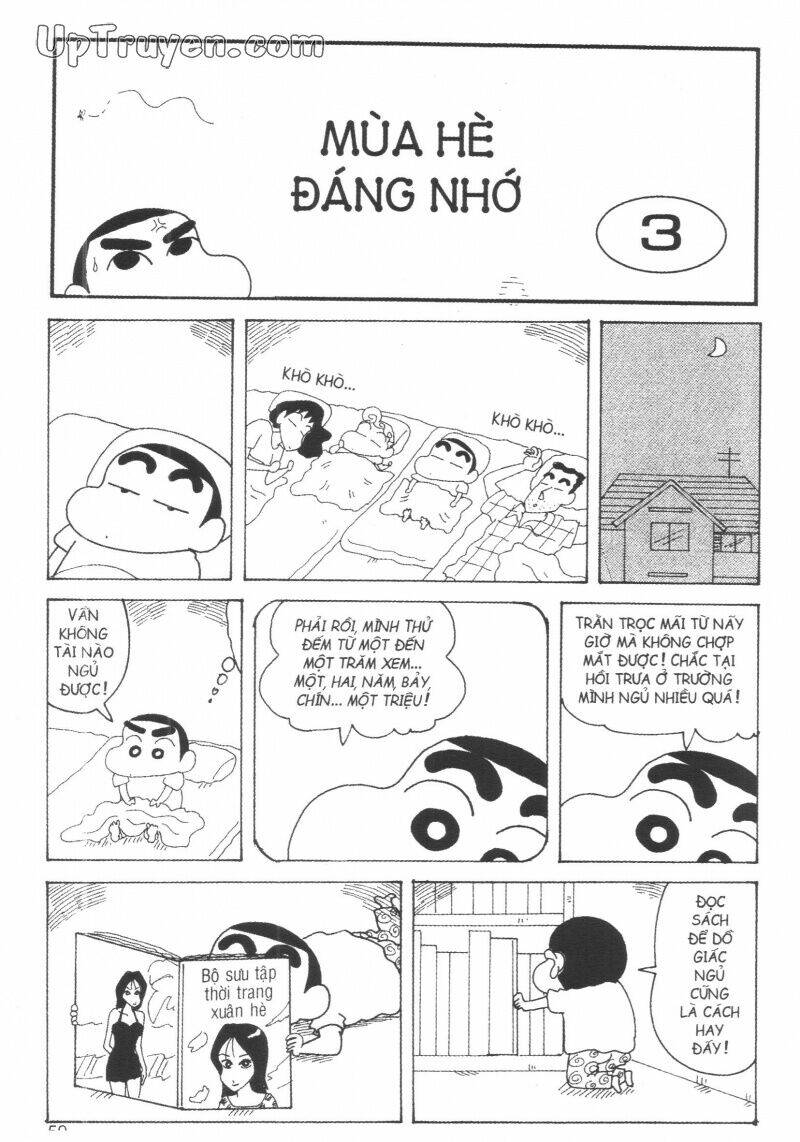 UpTruyen.com
MÙA HÈ
ĐÁNG NHỚ
3
KHÒ KHÒ...
KHÒ KHÒ...
TRẰN TRỌC MÃI TỪ NÃY
GIỜ MÀ KHÔNG CHỢP
MẮT ĐƯỢC! CHẮC TẠI
HỒI TRƯA Ở TRƯỜNG
MÌNH NGỦ NHIỀU QUÁ!
PHẢI RỒI, MÌNH THỬ
ĐẾM TỪ MỘT ĐẾN
MỘT TRĂM XEM...
MỘT, HAI, NĂM, BẢY,
CHÍN... MỘT TRIỆU!
VẪN
KHÔNG
TÀI NÀO
NGỦ
ĐƯỢC!
ĐỌC
SÁCH
ĐỂ DỖ
GIẤC
NGỦ
CŨNG
LÀ CÁCH
HAY
ĐẤY!
Bộ sưu tập
thời trang
xuân hè